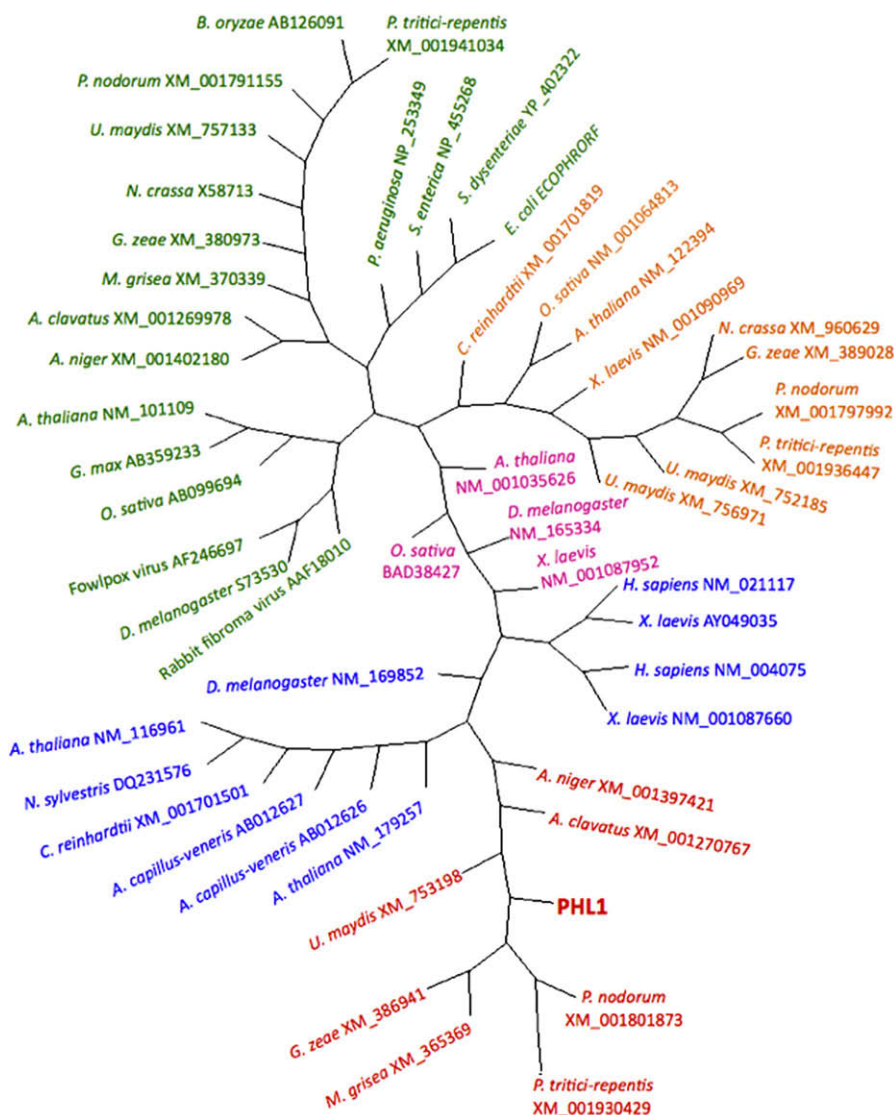 B. oryzae AB126091
P. tritici-repentis
XM_001941034
P. nodorum XM_001791155
U. maydis XM_757133
N. crassa X58713
G. zeae XM_380973
M. grisea XM_370339
A. clavatus XM_001269978
A. niger XM_001402180
P. aeruginosa NP_253349
S. enterica NP_455268
S. dysenteriae YP_402322
E. coli ECOPHRORF
C. reinhardtii XM_001701819
O. sativa NM_001064813
A. thaliana NM_122394
X. laevis NM_001090969
N. crassa XM_960629
G. zeae XM_389028
P. nodorum
XM_001797992
P. tritici-repentis
XM_001936447
U. maydis XM_752185
U. maydis XM_756971
A. thaliana NM_101109
G. max AB359233
O. sativa AB099694
Fowlpox virus AF246697
D. melanogaster S73530
Rabbit fibroma virus AAF18010
A. thaliana
NM_001035626
O. sativa
BAD38427
D. melanogaster
NM_165334
X. laevis
NM_001087952
H. sapiens NM_021117
X. laevis AY049035
H. sapiens NM_004075
X. laevis NM_001087660
D. melanogaster NM_169852
A. thaliana NM_116961
N. sylvestris DQ231576
C. reinhardtii XM_001701501
A. capillus-veneris AB012627
A. capillus-veneris AB012626
A. thaliana NM_179257
A. niger XM_001397421
A. clavatus XM_001270767
U. maydis XM_753198
PHL1
G. zeae XM_386941
M. grisea XM_365369
P. nodorum
XM_001801873
P. tritici-repentis
XM_001930429